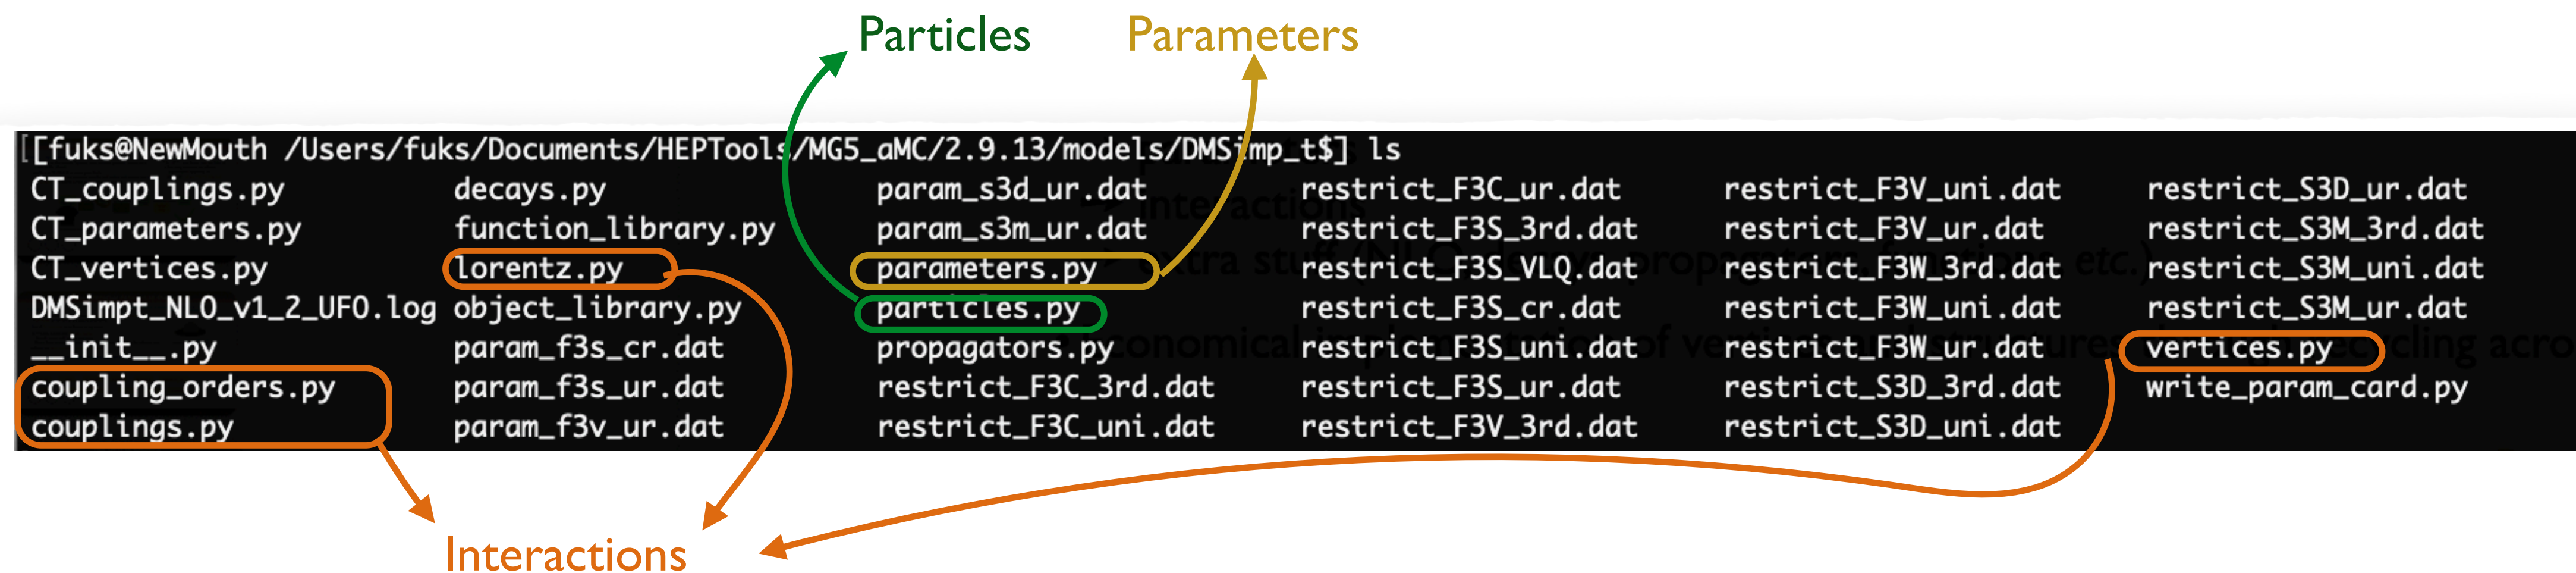 Particles Parameters
[[fuks@NewMouth /Users/fuks/Documents/HEPTools/MG5_aMC/2.9.13/models/DMSimp_t$] ls
CT_couplings.py decays.py param_s3d_ur.dat restrict_F3C_ur.dat restrict_F3V_uni.dat restrict_S3D_ur.dat
CT_parameters.py function_library.py param_s3m_ur.dat restrict_F3S_3rd.dat restrict_F3V_ur.dat restrict_S3M_3rd.dat
CT_vertices.py lorentz.py parameters.py restrict_F3S_VLQ.dat restrict_F3W_3rd.dat restrict_S3M_uni.dat
DMSimpt_NLO_v1_2_UFO.log object_library.py particles.py restrict_F3S_cr.dat restrict_F3W_uni.dat restrict_S3M_ur.dat
__init__.py param_f3s_cr.dat propagators.py restrict_F3S_uni.dat restrict_F3W_ur.dat vertices.py
coupling_orders.py param_f3s_ur.dat restrict_F3C_3rd.dat restrict_F3S_ur.dat restrict_S3D_3rd.dat write_param_card.py
couplings.py param_f3v_ur.dat restrict_F3C_uni.dat restrict_F3V_3rd.dat restrict_S3D_uni.dat
Interactions